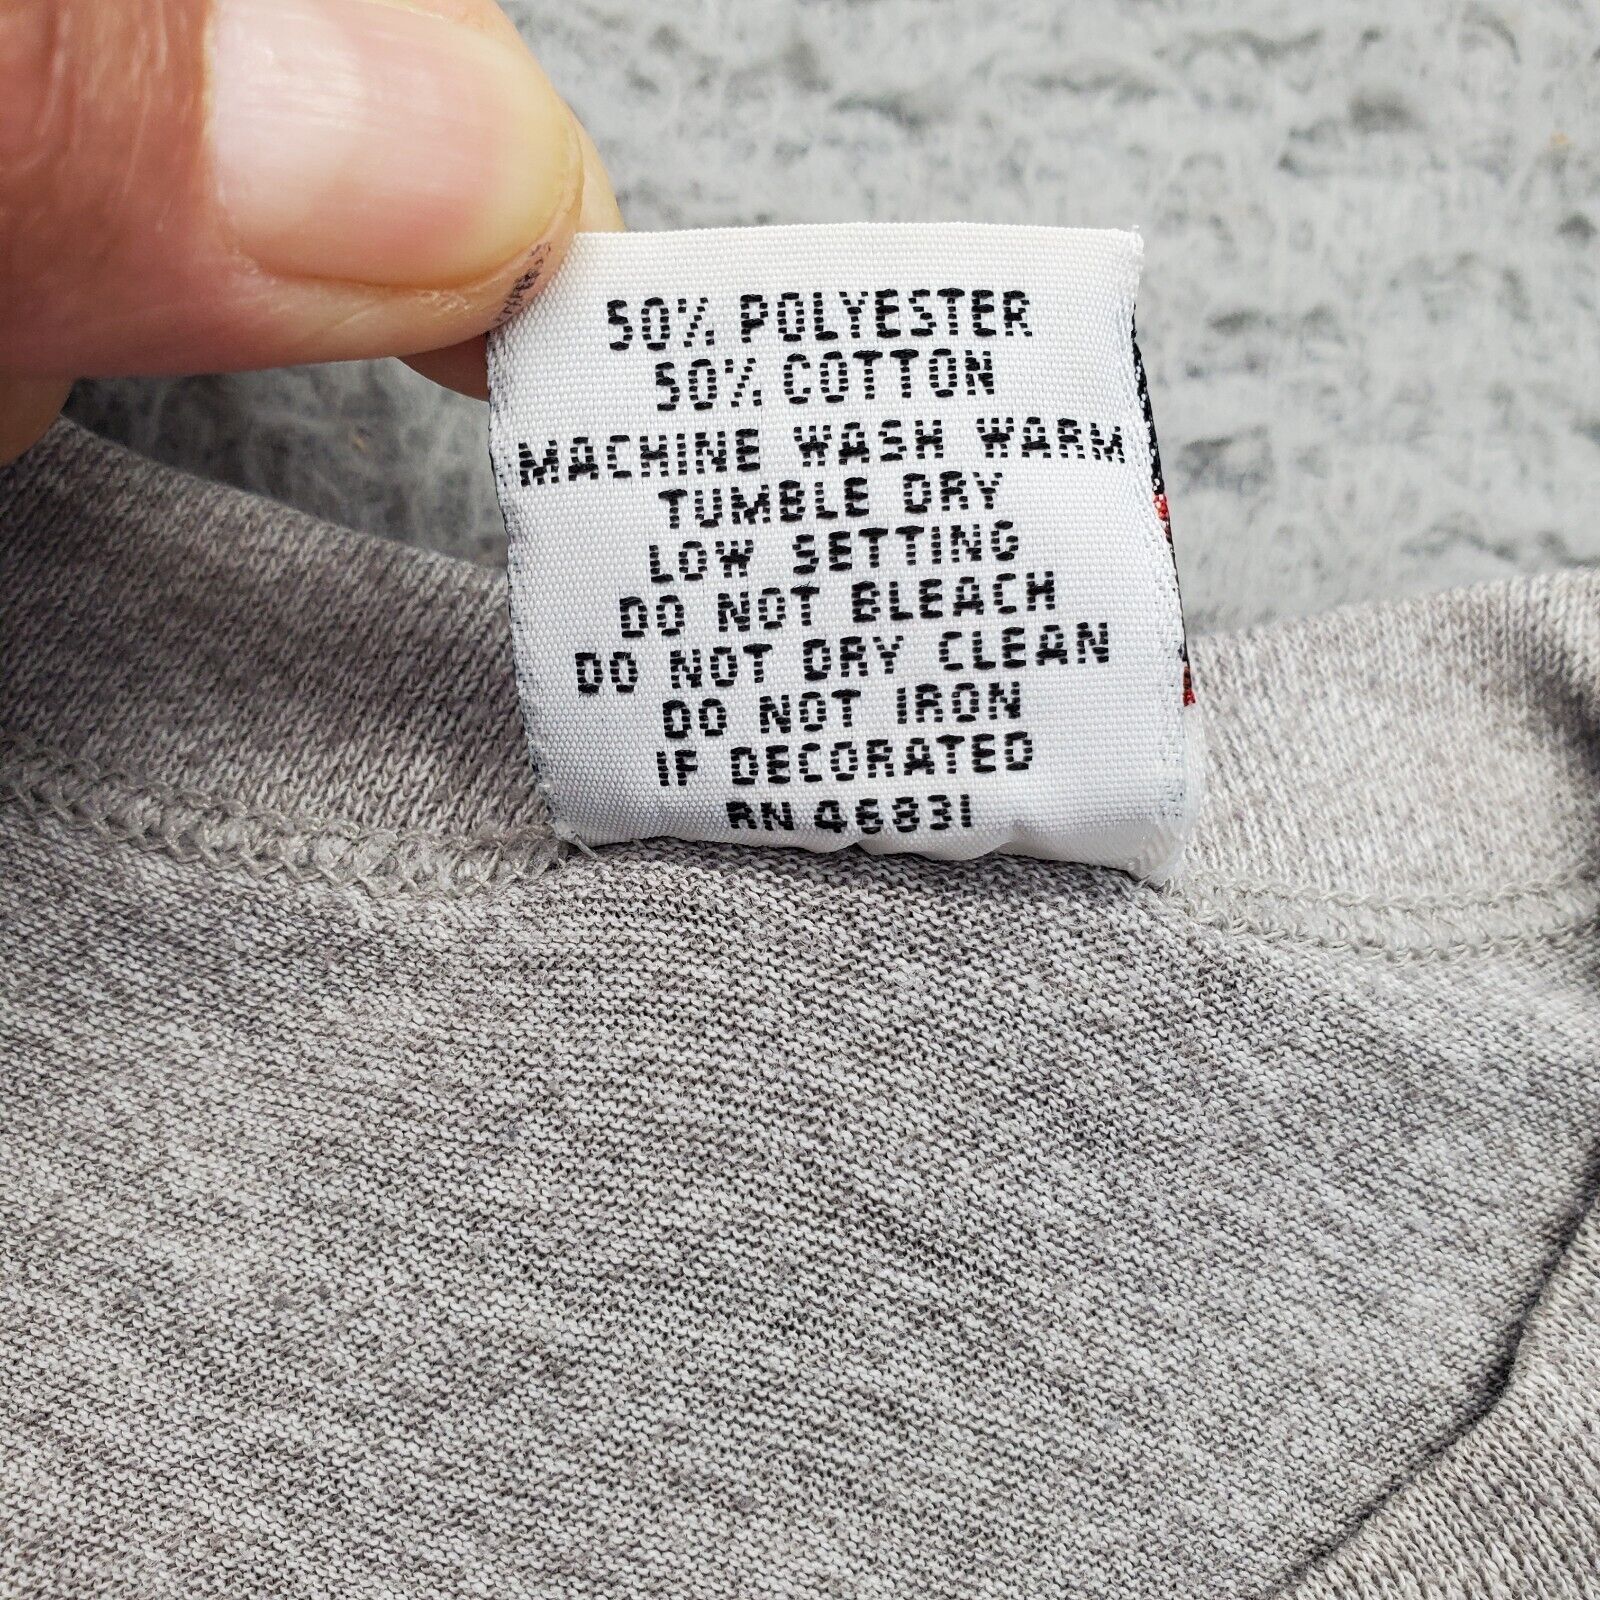 50% POLYESTER
50% COTTON
MACHINE WASH WARM
TUMBLE DRY
LOW SETTING
DO NOT BLEACH
DO NOT DRY CLEAN
DO NOT IRON
IF DECORATED
RN 46831